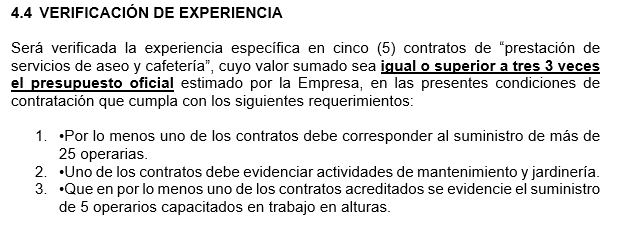 4.4 VERIFICACIÓN DE EXPERIENCIA
Será verificada la experiencia específica en cinco (5) contratos de “prestación de
servicios de aseo y cafetería”, cuyo valor sumado sea igual o superior a tres 3 veces
el presupuesto oficial estimado por la Empresa, en las presentes condiciones de
contratación que cumpla con los siguientes requerimientos:
1. •Por lo menos uno de los contratos debe corresponder al suministro de más de
25 operarias.
2. •Uno de los contratos debe evidenciar actividades de mantenimiento y jardinería.
3. •Que en por lo menos uno de los contratos acreditados se evidencie el suministro
de 5 operarios capacitados en trabajo en alturas.